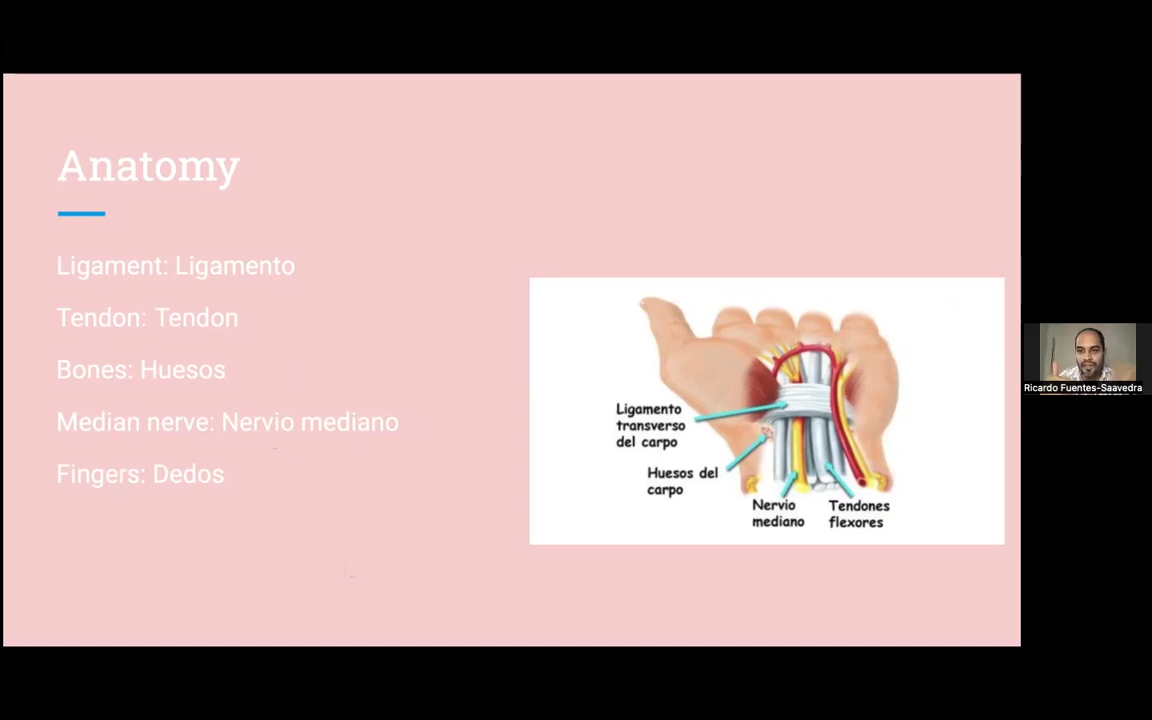 Anatomy
Ligament: Ligamento
Tendon: Tendon
Bones: Huesos
Median nerve: Nervio mediano
Fingers: Dedos
Ligamento
transverso
del carpo
Huesos del
carpo
Nervio
mediano
Tendones
flexores
Ricardo Fuentes-Saavedra